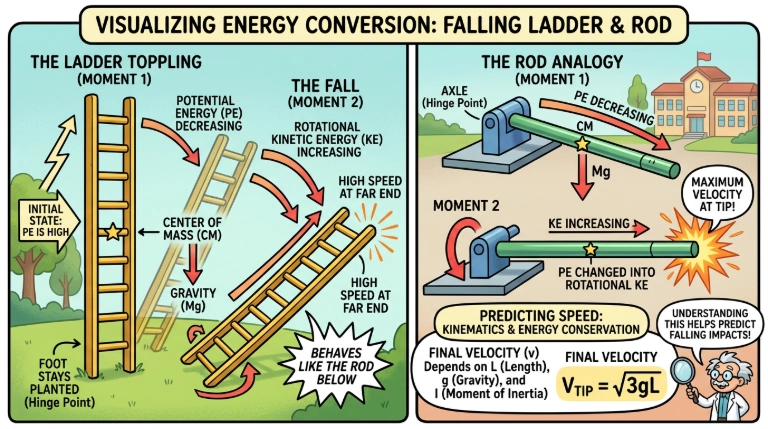 VISUALIZING ENERGY CONVERSION: FALLING LADDER & ROD
THE LADDER TOPPLING
(MOMENT 1)
POTENTIAL
ENERGY (PE)
DECREASING
THE FALL
(MOMENT 2)
ROTATIONAL
KINETIC ENERGY (KE)
INCREASING
HIGH SPEED
AT FAR END
INITIAL
STATE:
PE IS HIGH
CENTER OF
MASS (CM)
GRAVITY
(Mg)
HIGH
SPEED AT
FAR END
FOOT
STAYS
PLANTED
(Hinge Point)
BEHAVES
LIKE THE ROD
BELOW
THE ROD ANALOGY
(MOMENT 1)
AXLE
(Hinge Point)
PE DECREASING
CM
Mg
MAXIMUM
VELOCITY
AT TIP!
MOMENT 2
KE INCREASING
PE CHANGED INTO
ROTATIONAL KE
PREDICTING SPEED:
KINEMATICS & ENERGY CONSERVATION
FINAL VELOCITY (v)
Depends on L (Length),
g (Gravity), and
I (Moment of Inertia)
FINAL VELOCITY
V_TIP = √3gL
UNDERSTANDING
THIS HELPS PREDICT
FALLING IMPACTS!